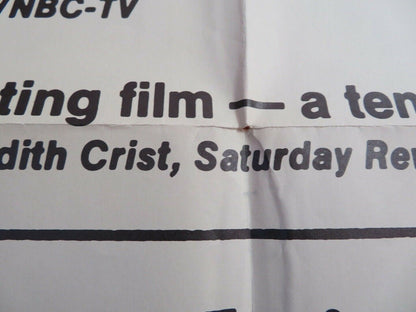 /NBC-TV
ting film — a ten
dith Crist, Saturday Rev